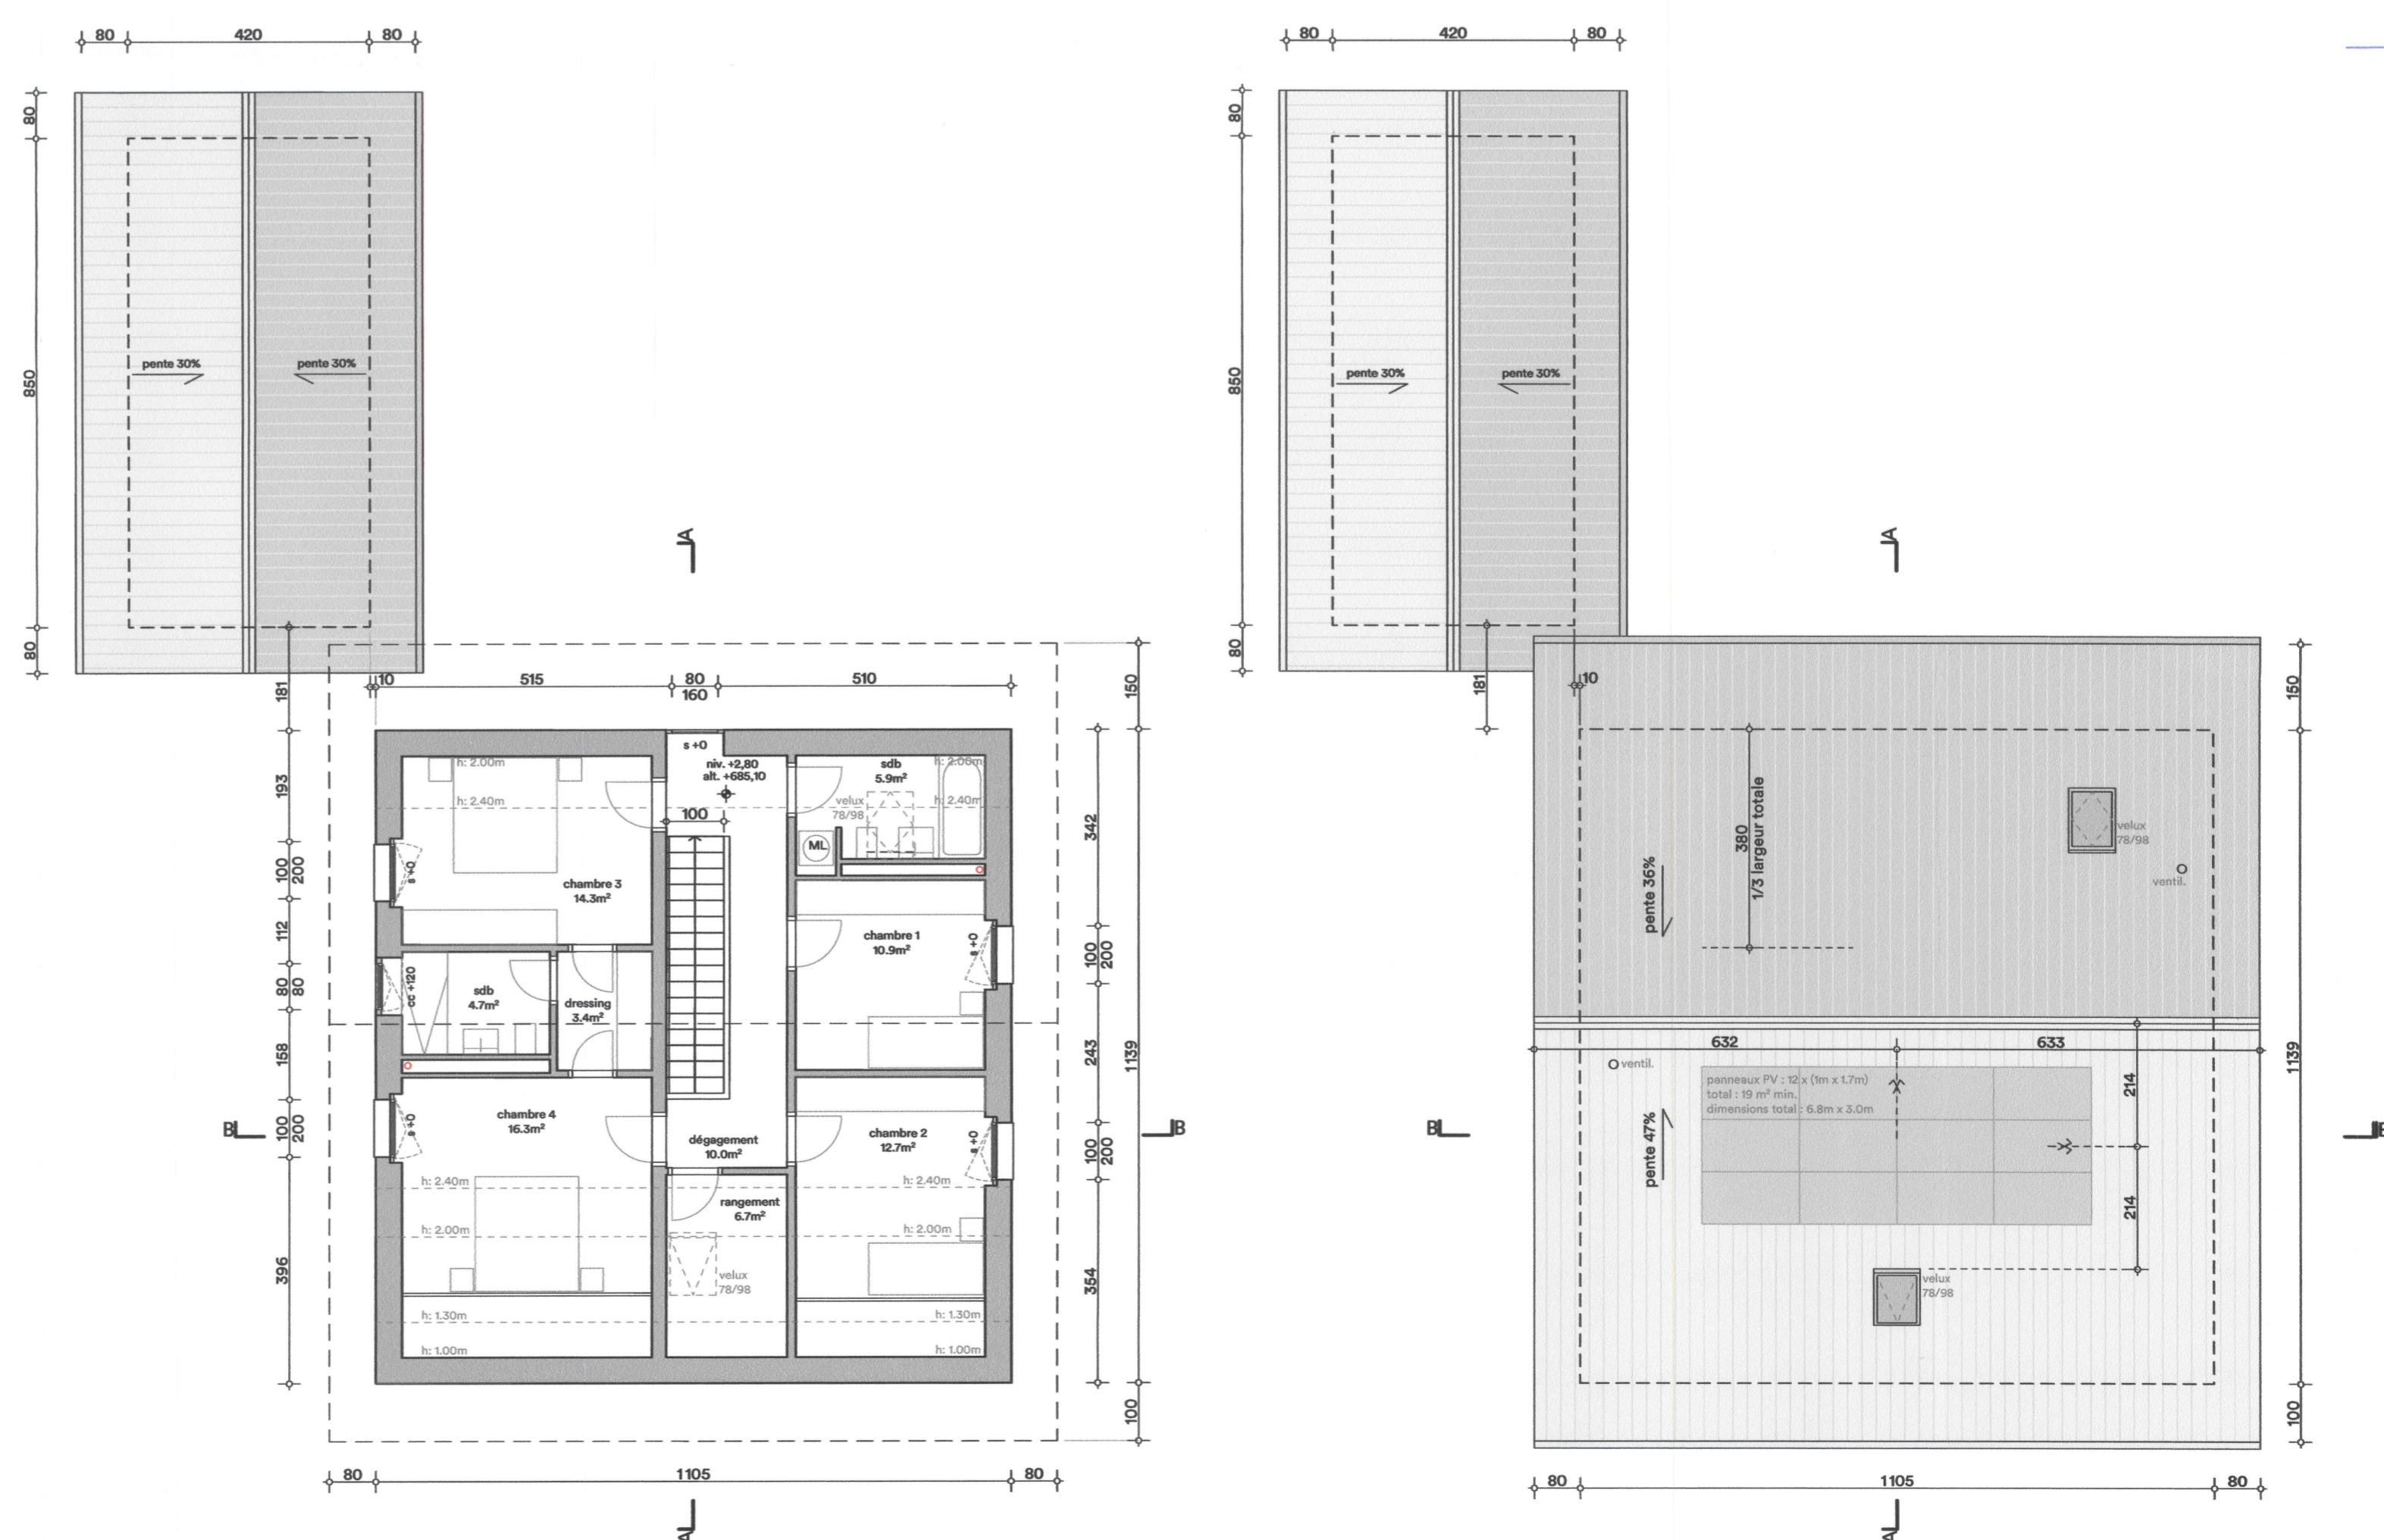 80 420 80
80
850
80
pente 30% pente 30%
A
181
10 515 80 510
160
150
193
100
200
112
80
80
158
100
200
396
342
100
200
243
100
200
354
1139
100
s +0
niv. +2,80
alt. +685,10
100
h: 2.00m
h: 2.40m
chambre 3
14.3m²
s +0
sdb
5.9m²
h: 2.00m
h: 2.40m
velux
78/98
ML
chambre 1
10.9m²
s +0
cc +120
sdb
4.7m²
dressing
3.4m²
chambre 4
16.3m²
s +0
dégagement
10.0m²
chambre 2
12.7m²
s +0
h: 2.40m
h: 2.00m
h: 1.30m
h: 1.00m
rangement
6.7m²
velux
78/98
h: 2.40m
h: 2.00m
h: 1.30m
h: 1.00m
B
B
80 1105 80
A
80 420 80
80
850
80
pente 30% pente 30%
A
181
10
150
380
1/3 largeur totale
pente 36%
velux
78/98
ventil.
632 633
ventil.
panneaux PV : 12 x (1m x 1.7m)
total : 19 m² min.
dimensions total : 6.8m x 3.0m
pente 47%
214
214
velux
78/98
1139
100
B
B
80 1105 80
A